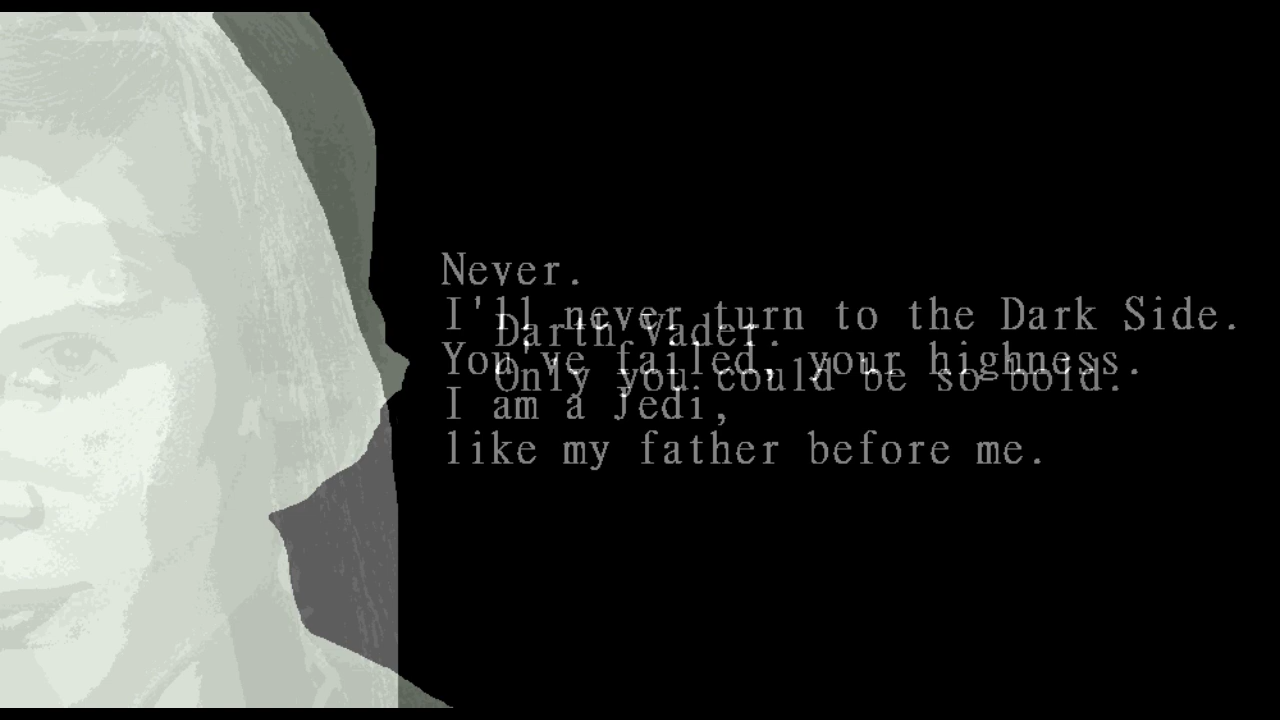 Never.
I'll never turn to the Dark Side.
You've failed, your highness.
I am a Jedi,
like my father before me.
Darth Vader.
Only you could be so bold.